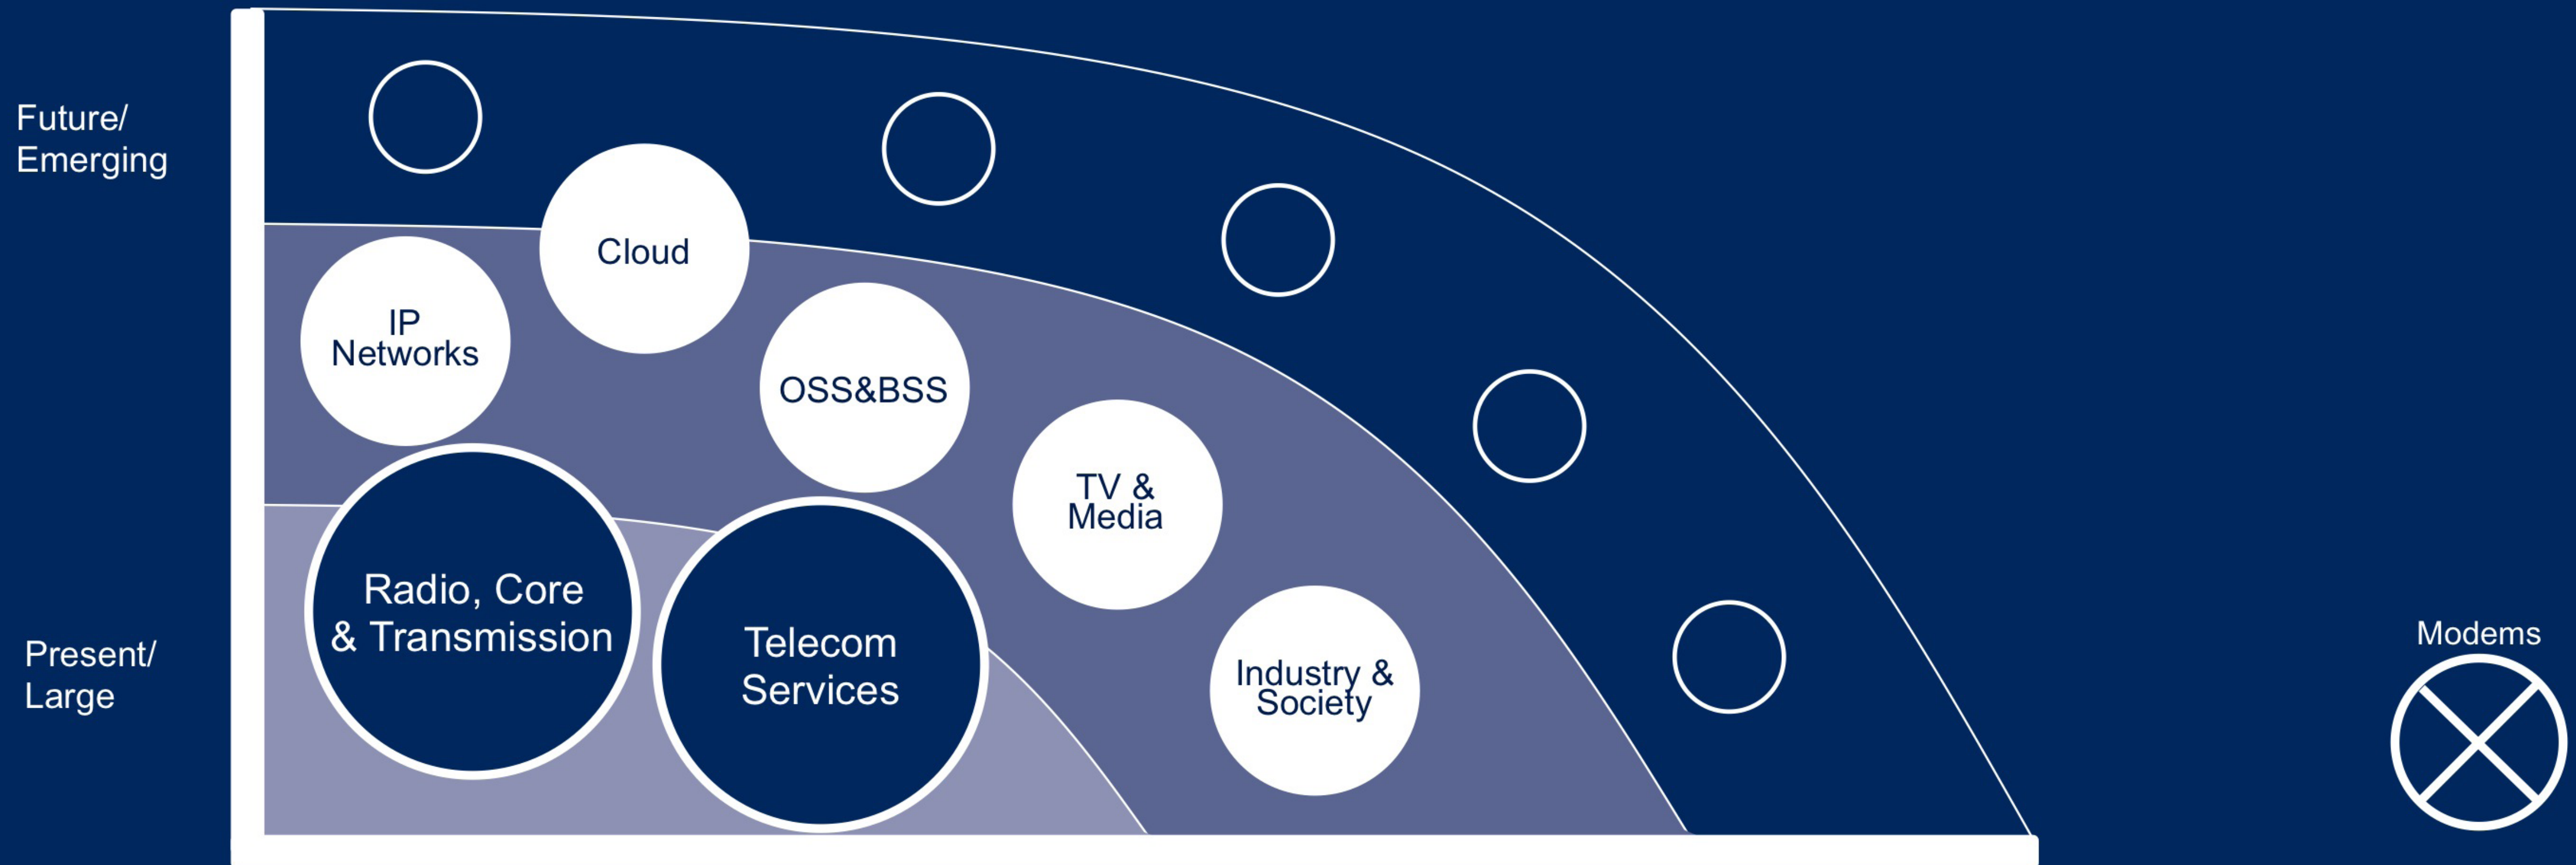 Future/
Emerging
Cloud
IP
Networks
OSS&BSS
TV &
Media
Radio, Core
& Transmission
Telecom
Services
Industry &
Society
Present/
Large
Modems